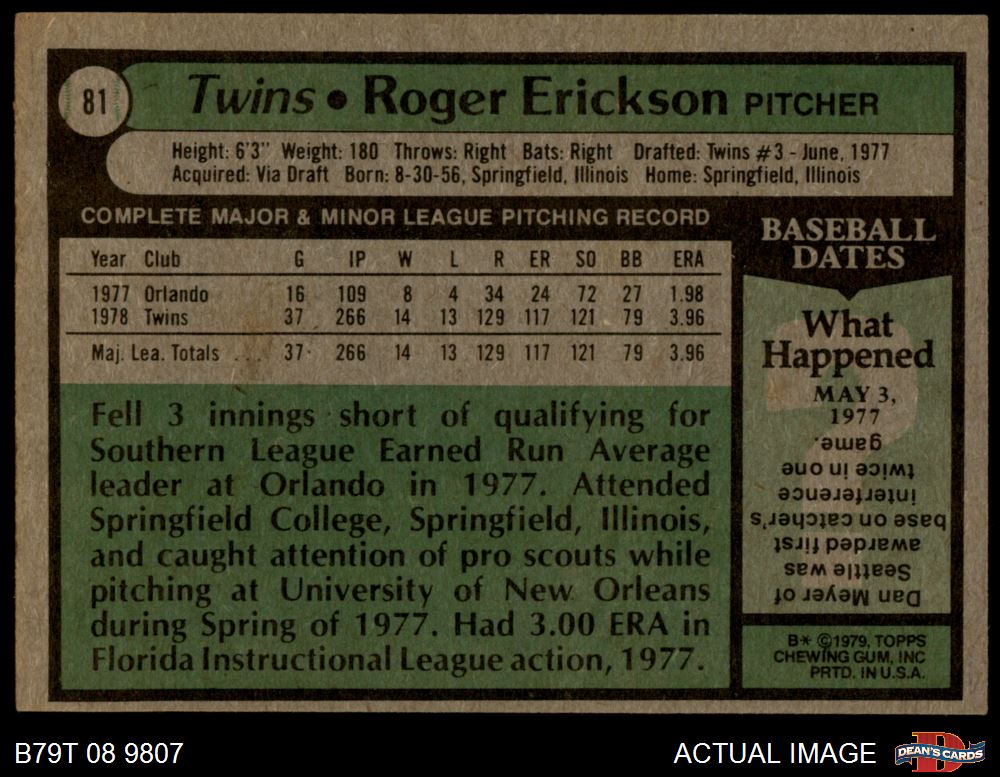 81
Twins • Roger Erickson PITCHER
Height: 6'3" Weight: 180 Throws: Right Bats: Right Drafted: Twins #3 - June, 1977
Acquired: Via Draft Born: 8-30-56, Springfield, Illinois Home: Springfield, Illinois
COMPLETE MAJOR & MINOR LEAGUE PITCHING RECORD
Year Club G IP W L R ER SO BB ERA
1977 Orlando 16 109 8 4 34 24 72 27 1.98
1978 Twins 37 266 14 13 129 117 121 79 3.96
Maj. Lea. Totals ... 37 266 14 13 129 117 121 79 3.96
Fell 3 innings short of qualifying for
Southern League Earned Run Average
leader at Orlando in 1977. Attended
Springfield College, Springfield, Illinois,
and caught attention of pro scouts while
pitching at University of New Orleans
during Spring of 1977. Had 3.00 ERA in
Florida Instructional League action, 1977.
BASEBALL
DATES
What
Happened
MAY 3,
1977
Dan Meyer of
Seattle was
awarded first
base on catcher's
interference
twice in one
game.
B* ©1979, TOPPS
CHEWING GUM, INC
PRTD. IN U.S.A.
B79T 08 9807
ACTUAL IMAGE
DEAN'S CARDS